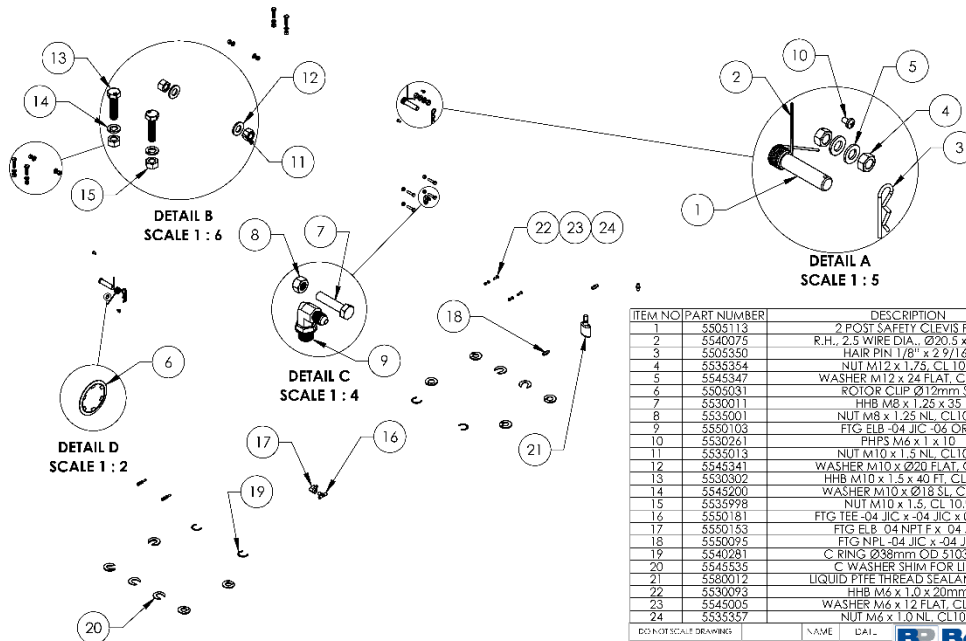 13
14
15
12
11
DETAIL B
SCALE 1 : 6
2
10
5
4
3
1
DETAIL A
SCALE 1 : 5
8
7
9
DETAIL C
SCALE 1 : 4
6
DETAIL D
SCALE 1 : 2
22 23 24
18
21
17
16
19
20
ITEM NO PART NUMBER DESCRIPTION
1 5505113 2 POST SAFETY CLEVIS
2 5540075 R.H., 2.5 WIRE DIA., Ø20.5 x
3 5505350 HAIR PIN 1/8" x 2 9/16
4 5535354 NUT M12 x 1.75, CL 10
5 5545347 WASHER M12 x 24 FLAT,
6 5505031 ROTOR CLIP Ø12mm
7 5530011 HHB M8 x 1.25 x 35
8 5535001 NUT M8 x 1.25 NL, CL10
9 5550103 FTG ELB -04 JIC -06
10 5530261 PHPS M6 x 1 x 10
11 5535013 NUT M10 x 1.5 NL, CL10
12 5545341 WASHER M10 x Ø20 FLAT,
13 5530302 HHB M10 x 1.5 x 40 FT,
14 5545200 WASHER M10 x Ø18 SL,
15 5535998 NUT M10 x 1.5, CL 10.
16 5550181 FTG TEE -04 JIC x -04 JIC x
17 5550153 FTG ELB 04 NPT F x 04
18 5550095 FTG NPL -04 JIC x -04
19 5540281 C RING Ø38mm OD 5103
20 5545535 C WASHER SHIM FOR
21 5580012 LIQUID PTFE THREAD
22 5530093 HHB M6 x 1.0 x 20mm
23 5545005 WASHER M6 x 12 FLAT,
24 5535357 NUT M6 x 1.0 NL, CL10
DO NOT SCALE DRAWING NAME